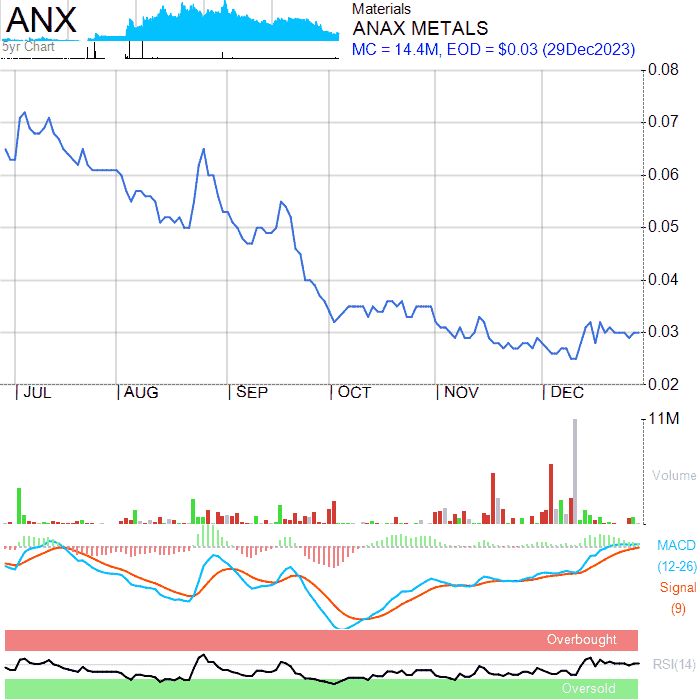 ANX
5yr Chart
Materials
ANAX METALS
MC = 14.4M, EOD = $0.03 (29Dec2023)
0.08
0.07
0.06
0.05
0.04
0.03
0.02
JUL AUG SEP OCT NOV DEC
11M
Volume
MACD
(12-26)
Signal
(9)
Overbought
RSI(14)
Oversold